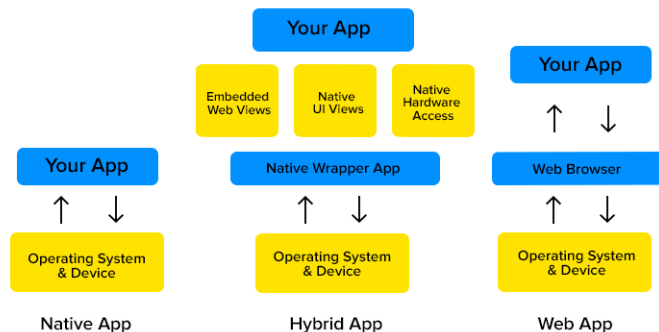 Your App
Embedded
Web Views
Native
UI Views
Native
Hardware
Access
Native Wrapper App
Operating System
& Device
Hybrid App
Your App
Operating System
& Device
Native App
Your App
Web Browser
Operating System
& Device
Web App